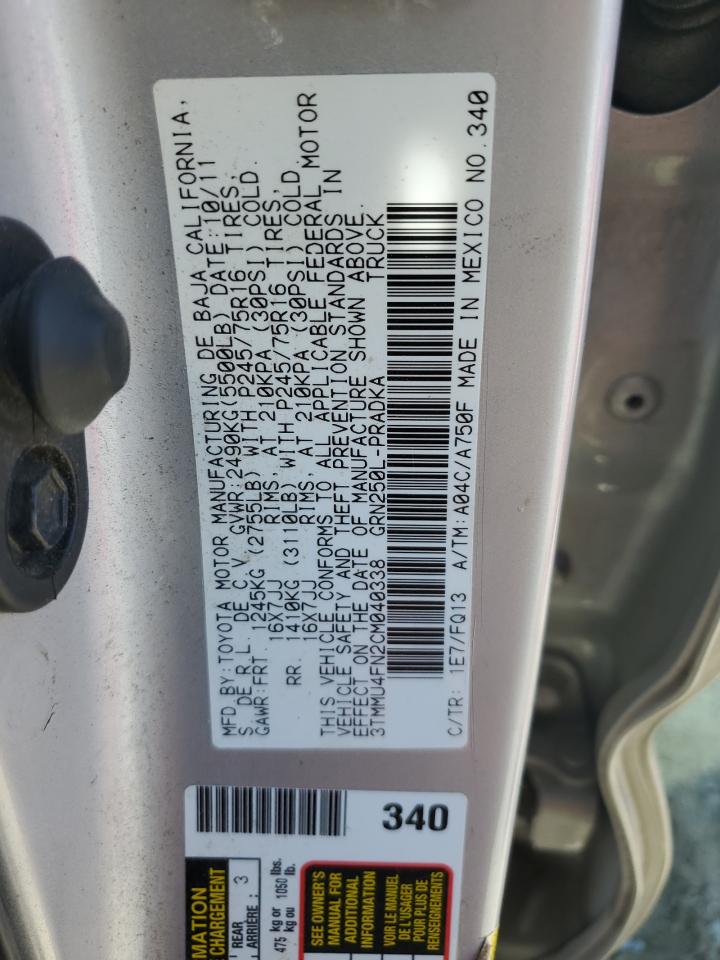 MFD.BY:TOYOTA MOTOR MANUFACTURING DE BAJA CALIFORNIA,
S. DE R.L. DE C.V. GVWR:2490KG(5500LB) DATE:10/11
GAWR:FRT. 1245KG (2755LB) WITH P245/75R16 TIRES,
16X7JJ RIMS, AT 210KPA (30PSI) COLD.
RR. 1410KG (3110LB) WITH P245/75R16 TIRES,
16X7JJ RIMS, AT 210KPA (30PSI) COLD.
THIS VEHICLE CONFORMS TO ALL APPLICABLE FEDERAL MOTOR
VEHICLE SAFETY AND THEFT PREVENTION STANDARDS IN
EFFECT ON THE DATE OF MANUFACTURE SHOWN ABOVE.
3TMMU4FN2CM040338 GRN250L-PRADKA TRUCK
C/TR: 1E7/FQ13 A/TM:A04C/A750F MADE IN MEXICO NO.340
340
MATION
CHARGEMENT
REAR
ARRIÈRE : 3
475 kg or 1050 lbs.
kg ou lb.
SEE OWNER'S
MANUAL FOR
ADDITIONAL
INFORMATION
VOIR LE MANUEL
DE L'USAGER
POUR PLUS DE
RENSEIGNEMENTS